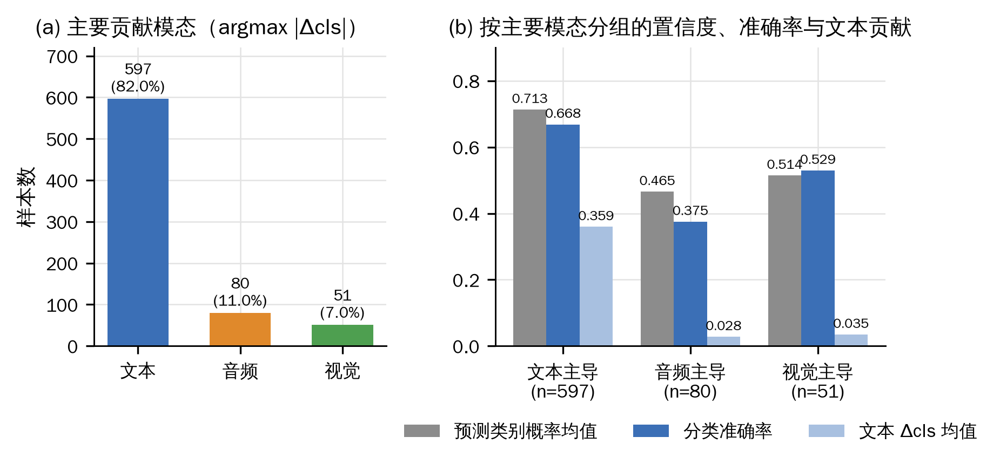 (a) 主要贡献模态（argmax |Δcls|）
样本数
700
600
500
400
300
200
100
0
597
(82.0%)
80
(11.0%)
51
(7.0%)
文本
音频
视觉
(b) 按主要模态分组的置信度、准确率与文本贡献
0.8
0.6
0.4
0.2
0.0
0.713
0.668
0.359
0.465
0.375
0.028
0.514
0.529
0.035
文本主导
(n=597)
音频主导
(n=80)
视觉主导
(n=51)
预测类别概率均值
分类准确率
文本 Δcls 均值